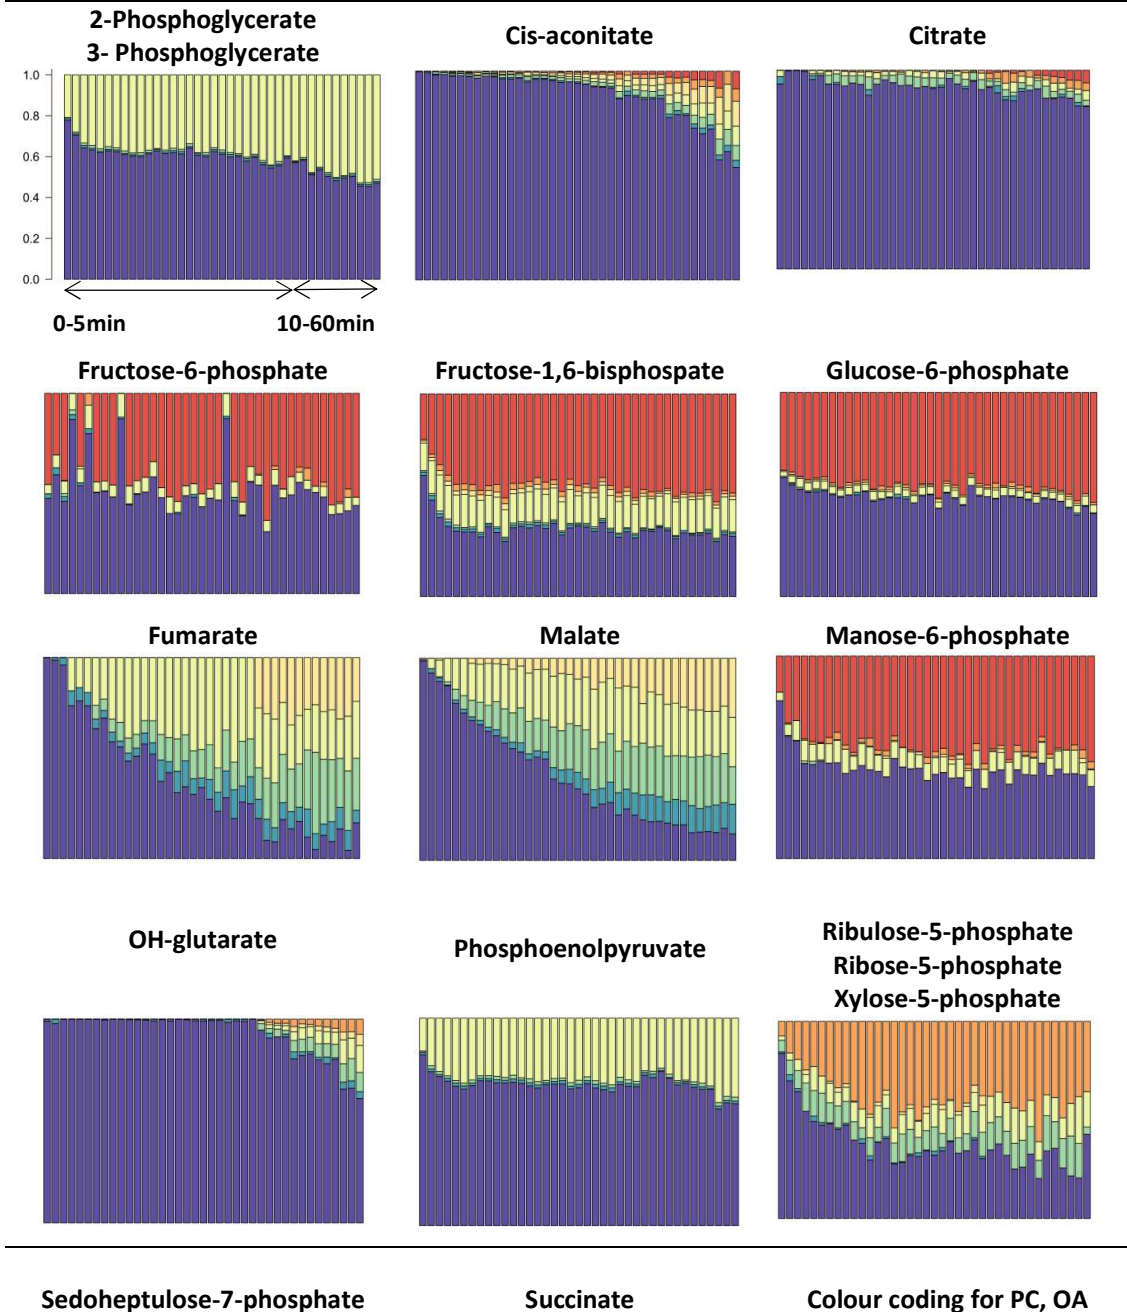 2-Phosphoglycerate
3- Phosphoglycerate
Cis-aconitate
Citrate
1.0
0.8
0.6
0.4
0.2
0.0
0-5min
10-60min
Fructose-6-phosphate
Fructose-1,6-bisphospate
Glucose-6-phosphate
Fumarate
Malate
Manose-6-phosphate
OH-glutarate
Phosphoenolpyruvate
Ribulose-5-phosphate
Ribose-5-phosphate
Xylose-5-phosphate
Sedoheptulose-7-phosphate
Succinate
Colour coding for PC, OA